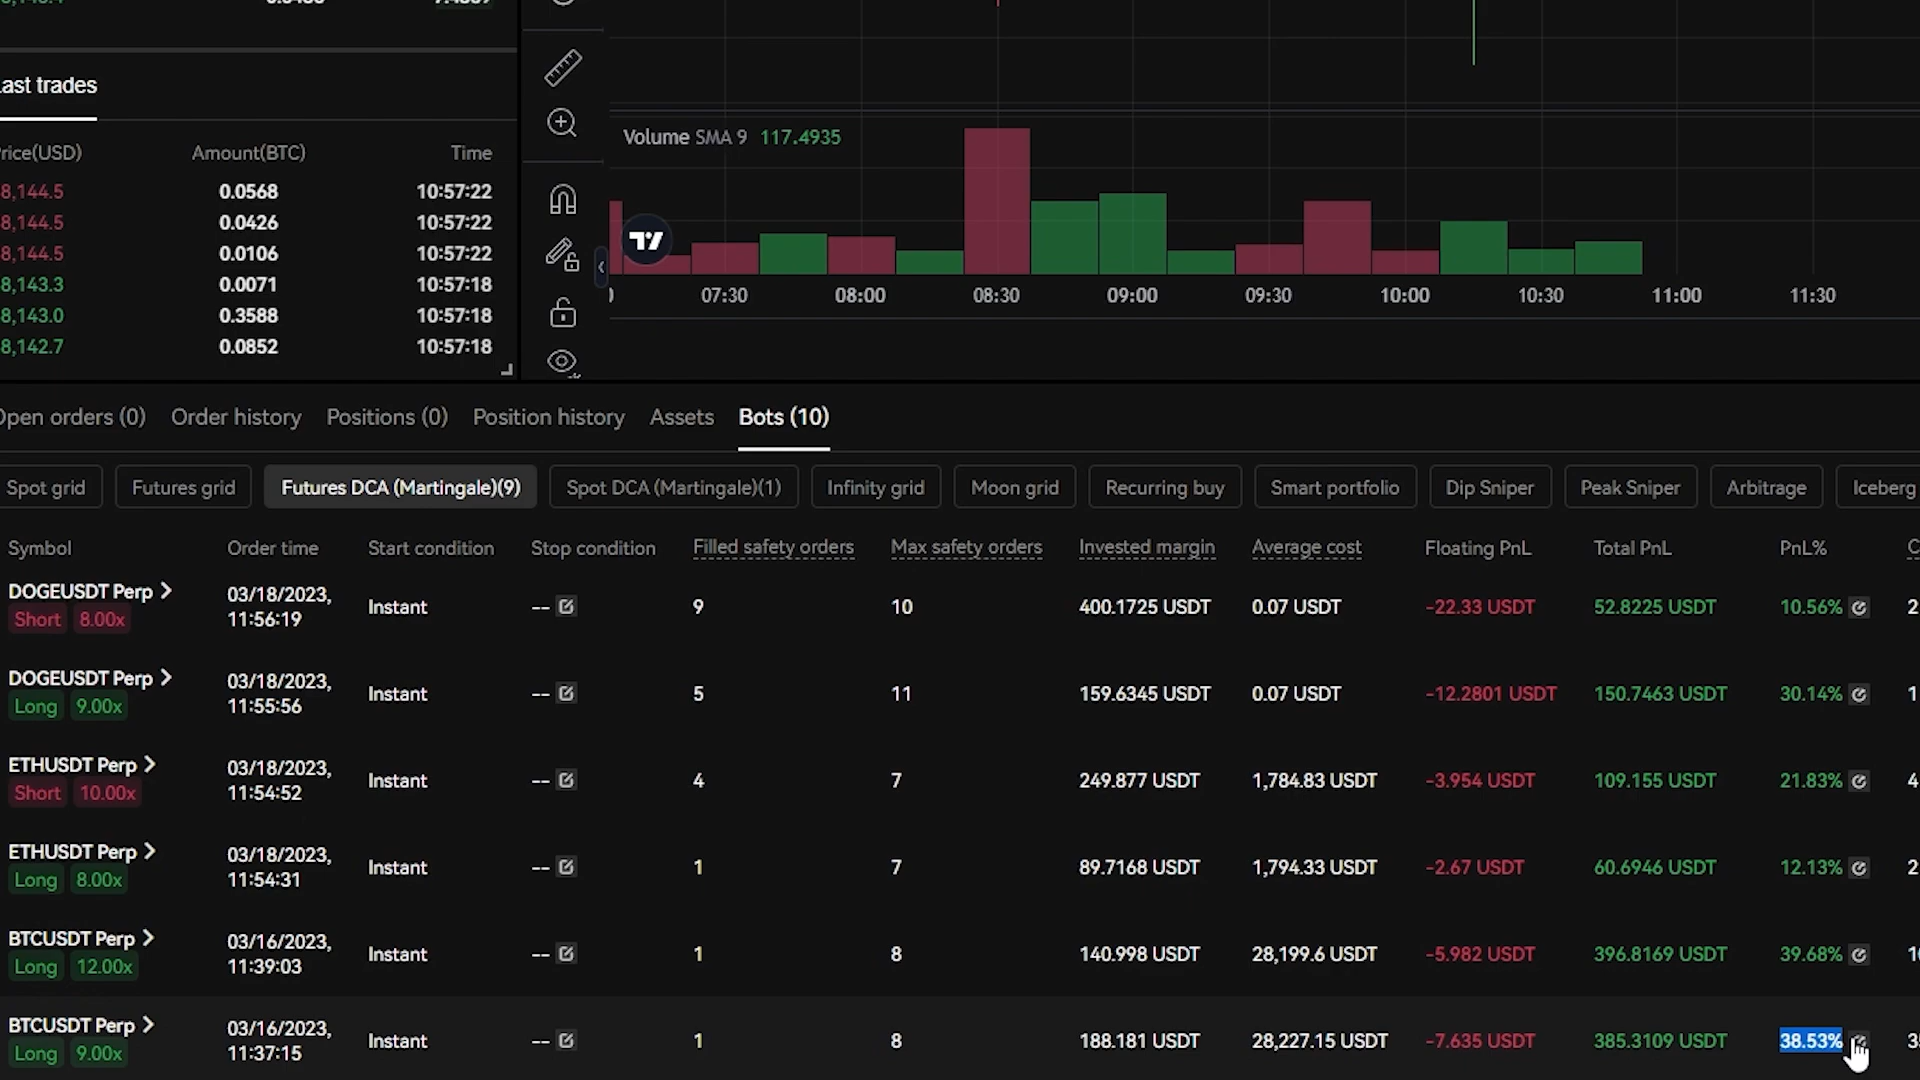 Last trades
Price(USD) Amount(BTC) Time
8,144.5 0.0568 10:57:22
8,144.5 0.0426 10:57:22
8,144.5 0.0106 10:57:22
8,143.3 0.0071 10:57:18
8,143.0 0.3588 10:57:18
8,142.7 0.0852 10:57:18
Volume SMA 9 117.4935
07:30 08:00 08:30 09:00 09:30 10:00 10:30 11:00 11:30
Open orders (0) Order history Positions (0) Position history Assets Bots (10)
Spot grid Futures grid Futures DCA (Martingale)(9) Spot DCA (Martingale)(1) Infinity grid Moon grid Recurring buy Smart portfolio Dip Sniper Peak Sniper Arbitrage Iceberg
Symbol Order time Start condition Stop condition Filled safety orders Max safety orders Invested margin Average cost Floating PnL Total PnL PnL%
DOGEUSDT Perp 03/18/2023,
Short 8.00x 11:56:19 Instant -- 9 10 400.1725 USDT 0.07 USDT -22.33 USDT 52.8225 USDT 10.56% 2
DOGEUSDT Perp 03/18/2023,
Long 9.00x 11:55:56 Instant -- 5 11 159.6345 USDT 0.07 USDT -12.2801 USDT 150.7463 USDT 30.14% 1
ETHUSDT Perp 03/18/2023,
Short 10.00x 11:54:52 Instant -- 4 7 249.877 USDT 1,784.83 USDT -3.954 USDT 109.155 USDT 21.83% 4
ETHUSDT Perp 03/18/2023,
Long 8.00x 11:54:31 Instant -- 1 7 89.7168 USDT 1,794.33 USDT -2.67 USDT 60.6946 USDT 12.13% 2
BTCUSDT Perp 03/16/2023,
Long 12.00x 11:39:03 Instant -- 1 8 140.998 USDT 28,199.6 USDT -5.982 USDT 396.8169 USDT 39.68% 1
BTCUSDT Perp 03/16/2023,
Long 9.00x 11:37:15 Instant -- 1 8 188.181 USDT 28,227.15 USDT -7.635 USDT 385.3109 USDT 38.53% 3